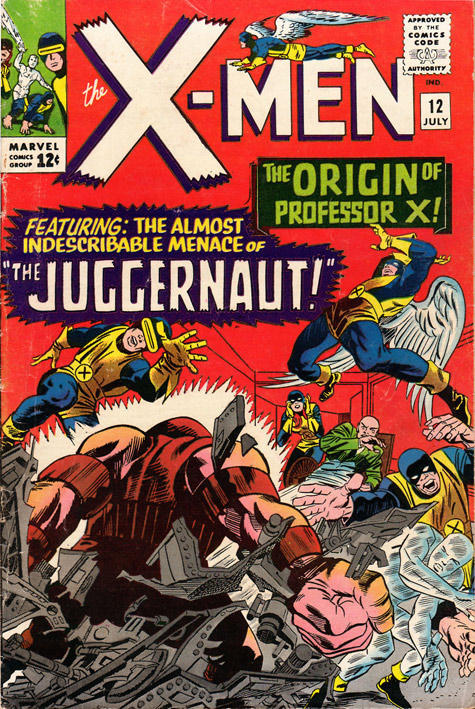 APPROVED
BY THE
COMICS
CODE
CA
AUTHORITY
the
X-MEN
IND.
MARVEL
COMICS
GROUP 12¢
12
JULY
THE ORIGIN OF
PROFESSOR X!
FEATURING: THE ALMOST
INDESCRIBABLE MENACE OF
"THE JUGGERNAUT!"
X
X